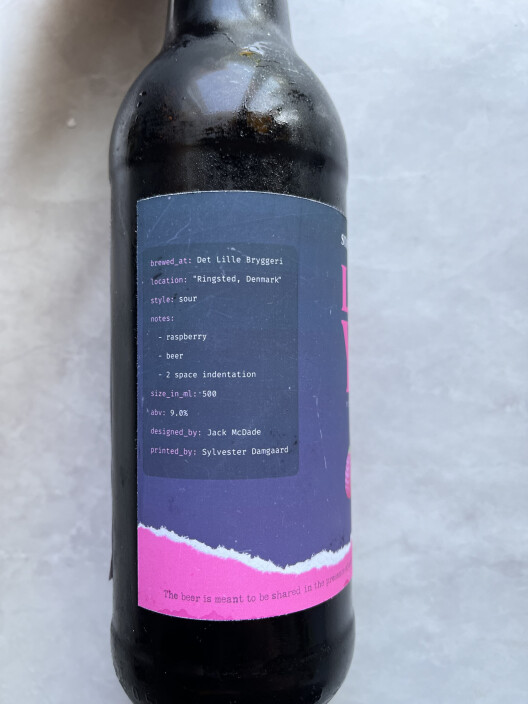 brewed_at: Det Lille Bryggeri
location: "Ringsted, Denmark"
style: sour
notes:
- raspberry
- beer
- 2 space indentation
size_in_ml: 500
abv: 9.0%
designed_by: Jack McDade
printed_by: Sylvester Damgaard
The beer is meant to be shared in the